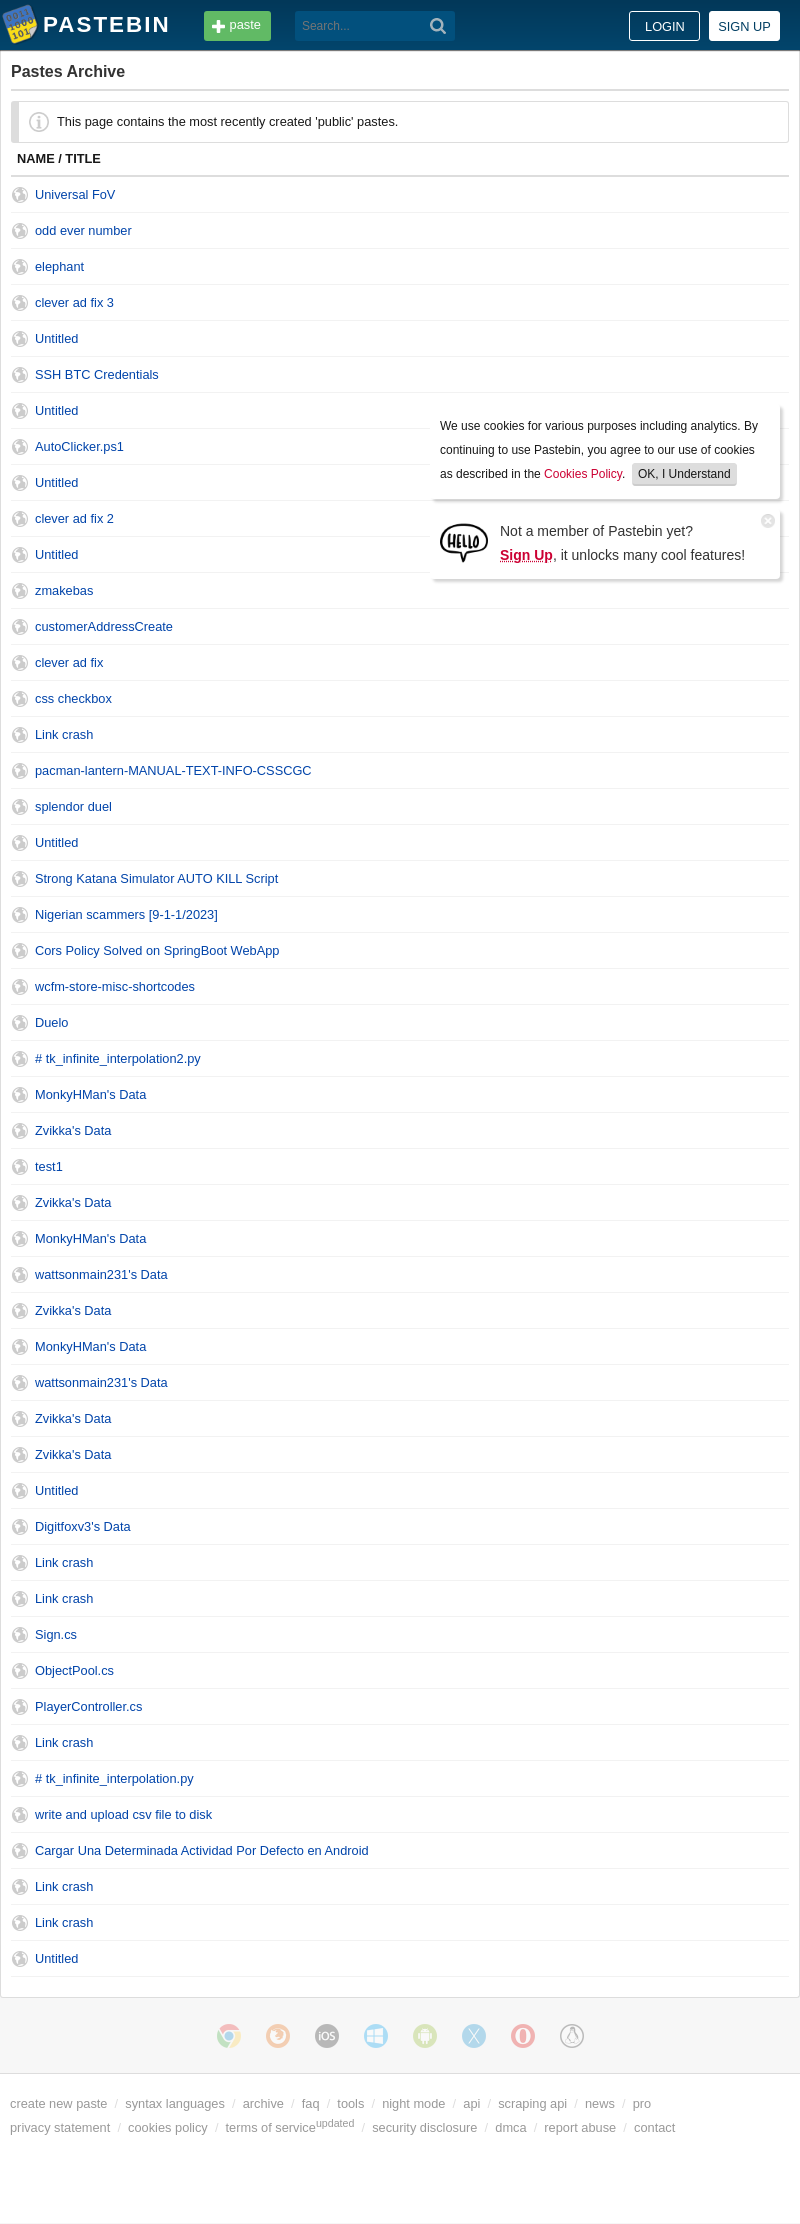 PASTEBIN
paste
Search...
LOGIN
SIGN UP
Pastes Archive
This page contains the most recently created 'public' pastes.
NAME / TITLE
Universal FoV
odd ever number
elephant
clever ad fix 3
Untitled
SSH BTC Credentials
Untitled
AutoClicker.ps1
Untitled
clever ad fix 2
Untitled
We use cookies for various purposes including analytics. By
continuing to use Pastebin, you agree to our use of cookies
as described in the Cookies Policy. OK, I Understand
HELLO
Not a member of Pastebin yet?
Sign Up, it unlocks many cool features!
zmakebas
customerAddressCreate
clever ad fix
css checkbox
Link crash
pacman-lantern-MANUAL-TEXT-INFO-CSSCGC
splendor duel
Untitled
Strong Katana Simulator AUTO KILL Script
Nigerian scammers [9-1-1/2023]
Cors Policy Solved on SpringBoot WebApp
wcfm-store-misc-shortcodes
Duelo
# tk_infinite_interpolation2.py
MonkyHMan's Data
Zvikka's Data
test1
Zvikka's Data
MonkyHMan's Data
wattsonmain231's Data
Zvikka's Data
MonkyHMan's Data
wattsonmain231's Data
Zvikka's Data
Zvikka's Data
Untitled
Digitfoxv3's Data
Link crash
Link crash
Sign.cs
ObjectPool.cs
PlayerController.cs
Link crash
# tk_infinite_interpolation.py
write and upload csv file to disk
Cargar Una Determinada Actividad Por Defecto en Android
Link crash
Link crash
Untitled
iOS
create new paste / syntax languages / archive / faq / tools / night mode / api / scraping api / news / pro
privacy statement / cookies policy / terms of service updated / security disclosure / dmca / report abuse / contact